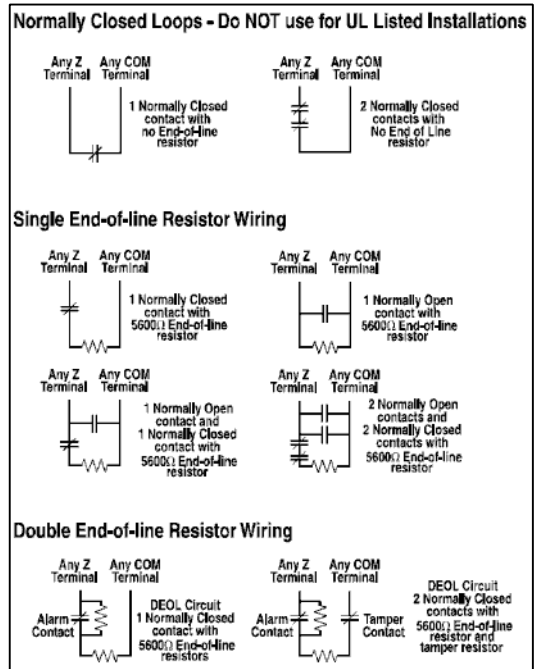 Normally Closed Loops - Do NOT use for UL Listed Installations
Any Z Any COM
Terminal Terminal
1 Normally Closed
contact with
no End-of-line
resistor
Any Z Any COM
Terminal Terminal
2 Normally Closed
contacts with
No End of Line
resistor
Single End-of-line Resistor Wiring
Any Z Any COM
Terminal Terminal
1 Normally Closed
contact with
5600Ω End-of-line
resistor
Any Z Any COM
Terminal Terminal
1 Normally Open
contact with
5600Ω End-of-line
resistor
Any Z Any COM
Terminal Terminal
1 Normally Open
contact and
1 Normally Closed
contact with
5600Ω End-of-line
resistor
Any Z Any COM
Terminal Terminal
2 Normally Open
contacts and
2 Normally Closed
contacts with
5600Ω End-of-line
resistor
Double End-of-line Resistor Wiring
Any Z Any COM
Terminal Terminal
Alarm
Contact
DEOL Circuit
1 Normally Closed
contact with
5600Ω End-of-line
resistors
Any Z Any COM
Terminal Terminal
Alarm
Contact
Tamper
Contact
DEOL Circuit
2 Normally Closed
contacts with
5600Ω End-of-line
resistor and
tamper resistor